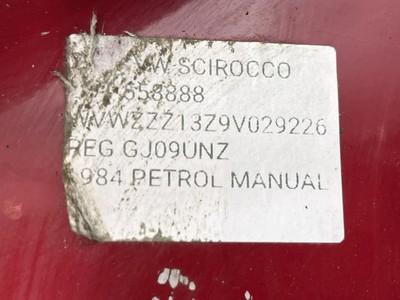 VW SCIROCCO
558888
WVWZZZ13Z9V029226
REG GJ09UNZ
984 PETROL MANUAL